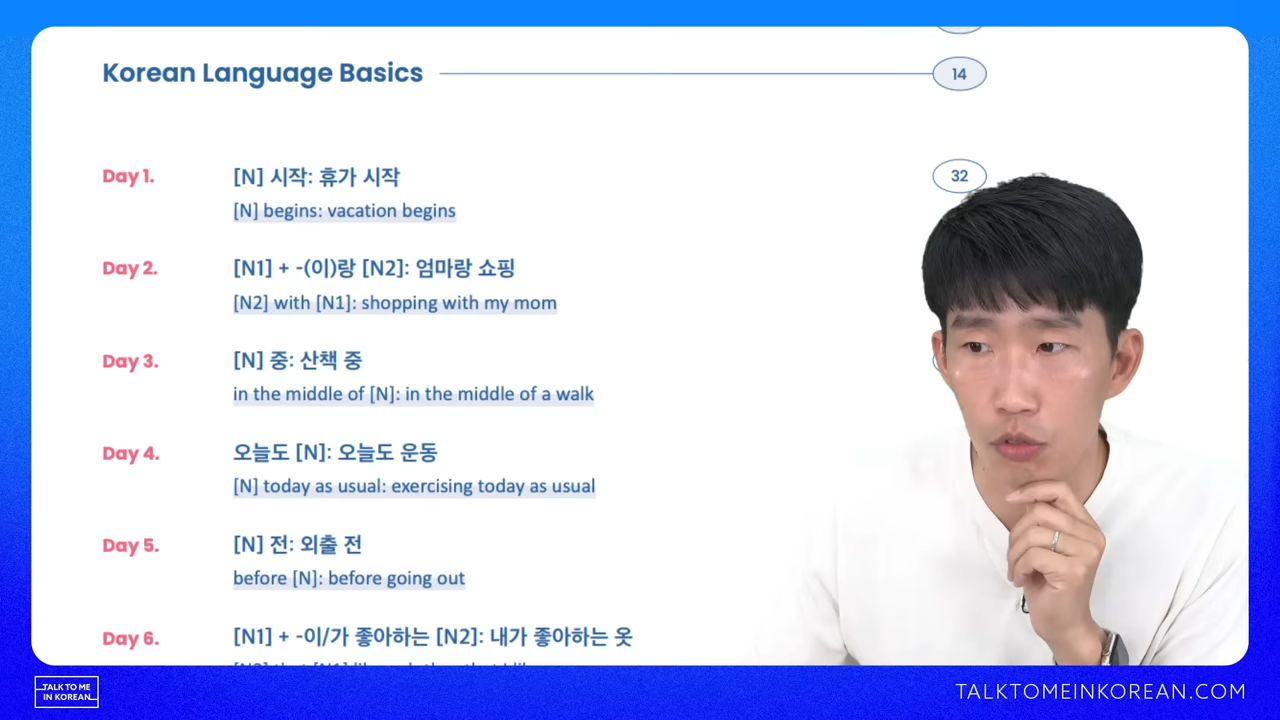 Korean Language Basics 14
Day 1. [N] 시작: 휴가 시작 32
[N] begins: vacation begins
Day 2. [N1] + -(이)랑 [N2]: 엄마랑 쇼핑
[N2] with [N1]: shopping with my mom
Day 3. [N] 중: 산책 중
in the middle of [N]: in the middle of a walk
Day 4. 오늘도 [N]: 오늘도 운동
[N] today as usual: exercising today as usual
Day 5. [N] 전: 외출 전
before [N]: before going out
Day 6. [N1] + -이/가 좋아하는 [N2]: 내가 좋아하는 옷
TALK TO ME
IN KOREAN
TALKTOMEINKOREAN.COM